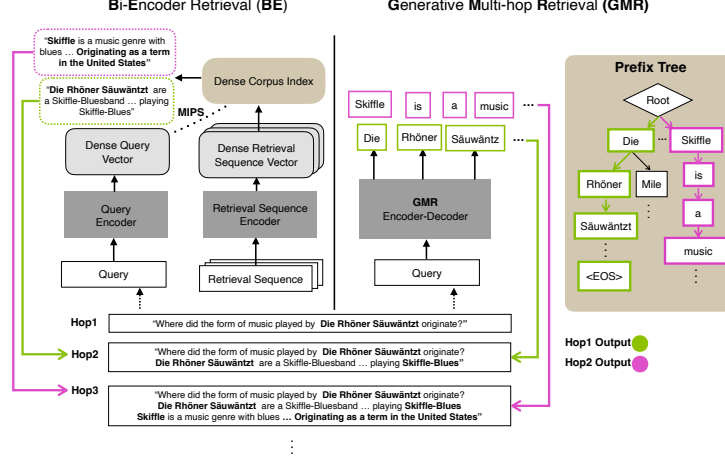 Bi-Encoder Retrieval (BE)
Generative Multi-hop Retrieval (GMR)
"Skiffle is a music genre with
blues ... Originating as a term
in the United States"
"Die Rhöner Säuwäntzt are
a Skiffle-Bluesband ... playing
Skiffle-Blues"
MIPS
Dense Corpus Index
Dense Query
Vector
Dense Retrieval
Sequence Vector
Query
Encoder
Retrieval Sequence
Encoder
Query
Retrieval Sequence
Skiffle is a music ...
Die Rhöner Säuwäntz ...
GMR
Encoder-Decoder
Query
Prefix Tree
Root
Die ... Skiffle
Rhöner Mile is
Säuwäntzt a
<EOS> music
Hop1 "Where did the form of music played by Die Rhöner Säuwäntzt originate?"
Hop2 "Where did the form of music played by Die Rhöner Säuwäntzt originate?
Die Rhöner Säuwäntzt are a Skiffle-Bluesband ... playing Skiffle-Blues"
Hop3 "Where did the form of music played by Die Rhöner Säuwäntzt originate?
Die Rhöner Säuwäntzt are a Skiffle-Bluesband ... playing Skiffle-Blues
Skiffle is a music genre with blues ... Originating as a term in the United States"
Hop1 Output
Hop2 Output